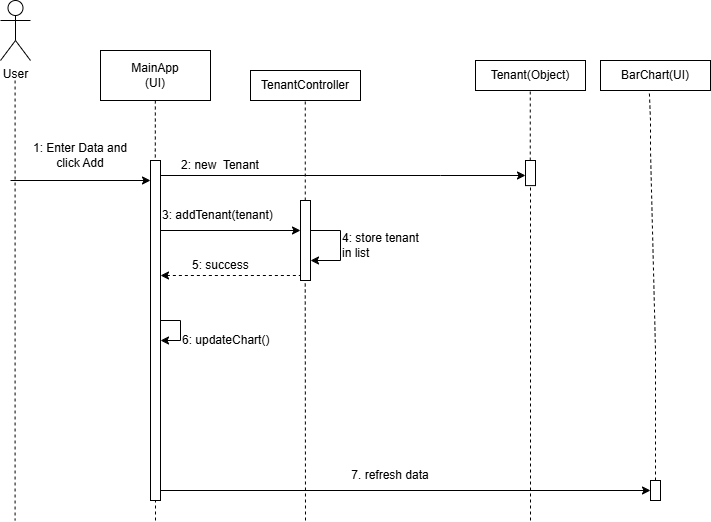 User
MainApp
(UI)
TenantController
Tenant(Object)
BarChart(UI)
1: Enter Data and
click Add
2: new  Tenant
3: addTenant(tenant)
4: store tenant
in list
5: success
6: updateChart()
7. refresh data